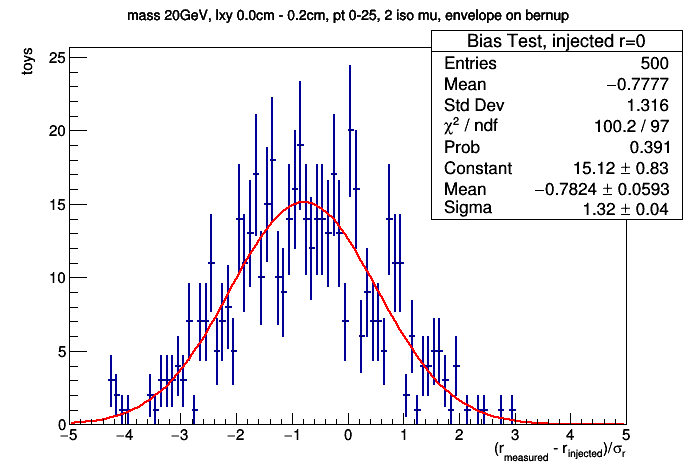 mass 20GeV, lxy 0.0cm - 0.2cm, pt 0-25, 2 iso mu, envelope on bernup
Bias Test, injected r=0
Entries 500
Mean −0.7777
Std Dev 1.316
χ² / ndf 100.2 / 97
Prob 0.391
Constant 15.12 ± 0.83
Mean −0.7824 ± 0.0593
Sigma 1.32 ± 0.04
toys
25
20
15
10
5
0
−5 −4 −3 −2 −1 0 1 2 3 4 5
(r_measured - r_injected)/σ_r